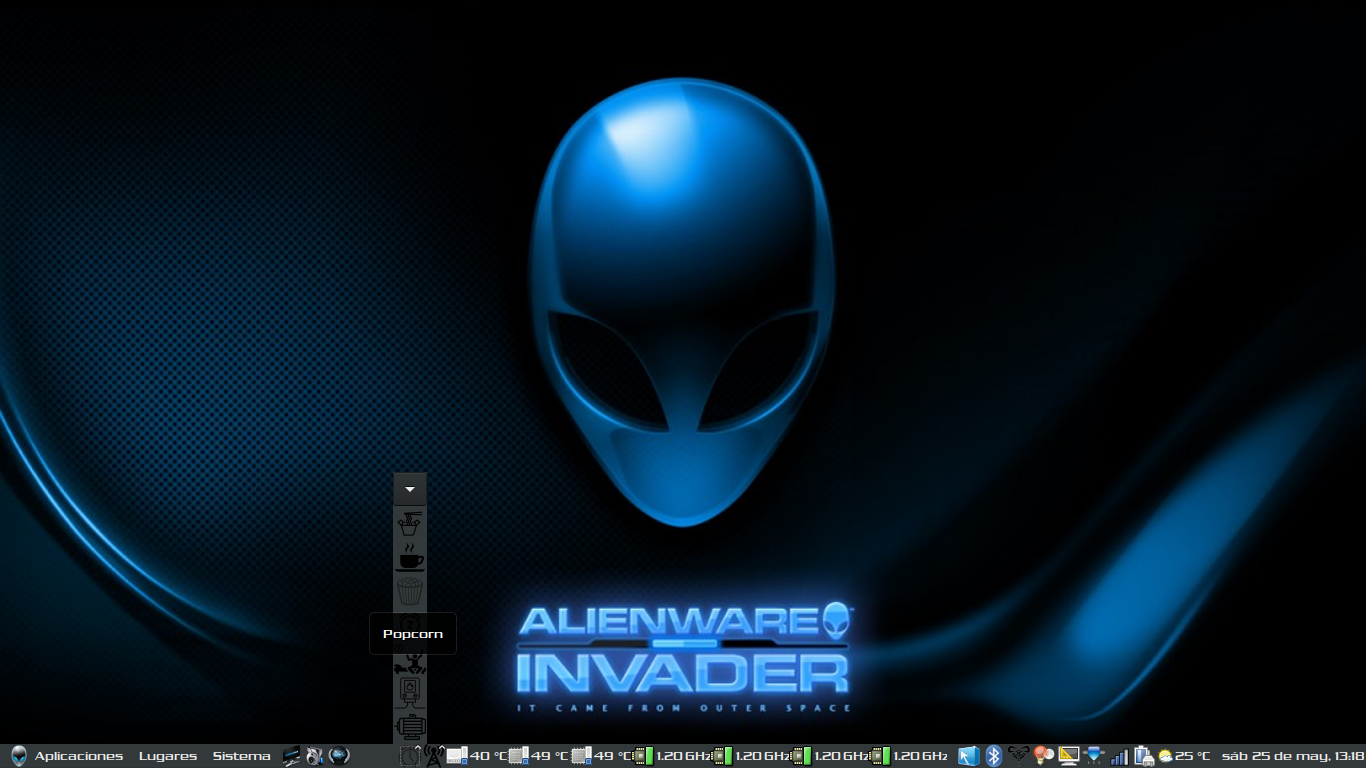 Popcorn
ALIENWARE
INVADER
IT CAME FROM OUTER SPACE
Aplicaciones Lugares Sistema 40 °C 49 °C 49 °C 1.20 GHz 1.20 GHz 1.20 GHz 1.20 GHz 25 °C sáb 25 de may, 13:18